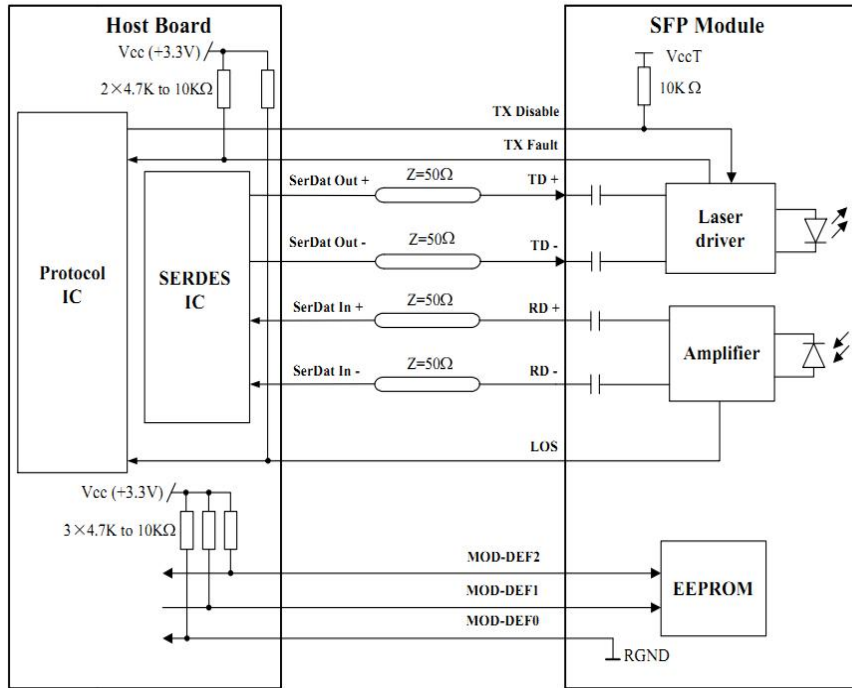 Host Board
SFP Module
Vcc (+3.3V)
VccT
2×4.7K to 10KΩ
10K Ω
TX Disable
TX Fault
SerDat Out +
Z=50Ω
TD +
Laser
driver
SerDat Out -
Z=50Ω
TD -
Protocol
IC
SERDES
IC
SerDat In +
Z=50Ω
RD +
Amplifier
SerDat In -
Z=50Ω
RD -
LOS
Vcc (+3.3V)
3×4.7K to 10KΩ
MOD-DEF2
EEPROM
MOD-DEF1
MOD-DEF0
RGND